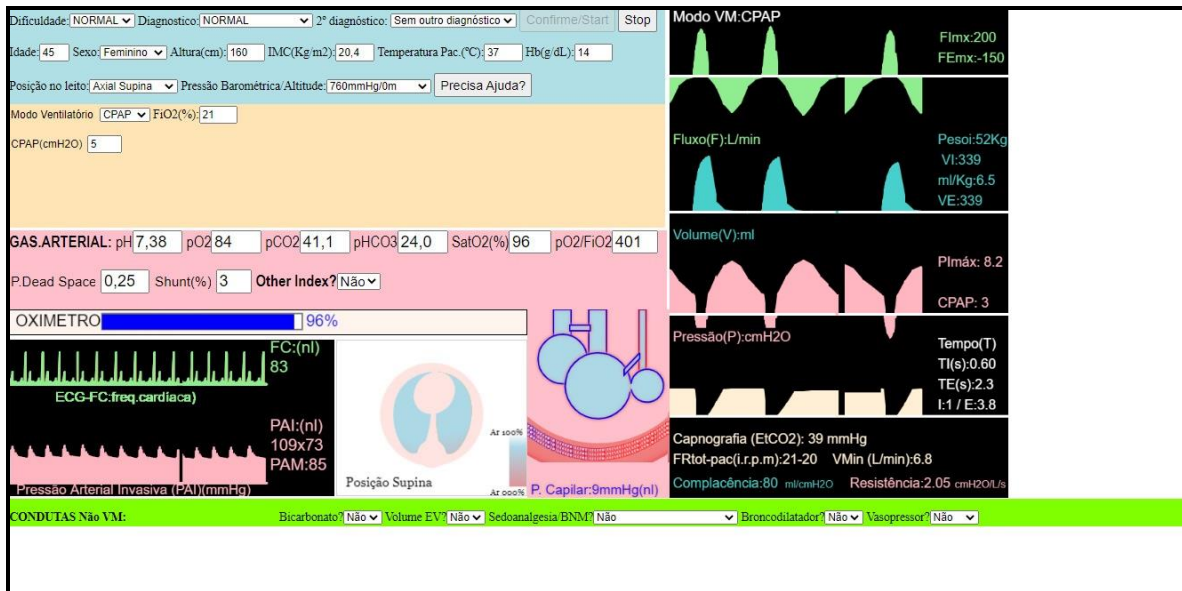 Dificuldade: NORMAL Diagnostico: NORMAL 2º diagnóstico: Sem outro diagnóstico Confirme/Start Stop
Idade: 45 Sexo: Feminino Altura(cm): 160 IMC(Kg/m2): 20,4 Temperatura Pac.(ºC): 37 Hb(g/dL): 14
Posição no leito: Axial Supina Pressão Barométrica/Altitude: 760mmHg/0m Precisa Ajuda?
Modo Ventilatório CPAP FiO2(%): 21
CPAP(cmH2O) 5
GAS.ARTERIAL: pH 7,38 pO2 84 pCO2 41,1 pHCO3 24,0 SatO2(%) 96 pO2/FiO2 401
P.Dead Space 0,25 Shunt(%) 3 Other Index? Não
OXIMETRO 96%
FC:(nl)
83
ECG-FC:freq.cardíaca)
PAI:(nl)
109x73
PAM:85
Pressão Arterial Invasiva (PAI)(mmHg)
Ar 100%
Posição Supina
Ar 000%
P. Capilar:9mmHg(nl)
Modo VM:CPAP
FImx:200
FEmx:-150
Fluxo(F):L/min
Pesoi:52Kg
VI:339
ml/Kg:6.5
VE:339
Volume(V):ml
PImáx: 8.2
CPAP: 3
Pressão(P):cmH2O
Tempo(T)
TI(s):0.60
TE(s):2.3
I:1 / E:3.8
Capnografia (EtCO2): 39 mmHg
FRtot-pac(i.r.p.m):21-20 VMin (L/min):6.8
Complacência:80 ml/cmH2O Resistência:2.05 cmH2O/L/s
CONDUTAS Não VM: Bicarbonato? Não Volume EV? Não Sedoanalgesia/BNM? Não Broncodilatador? Não Vasopressor? Não